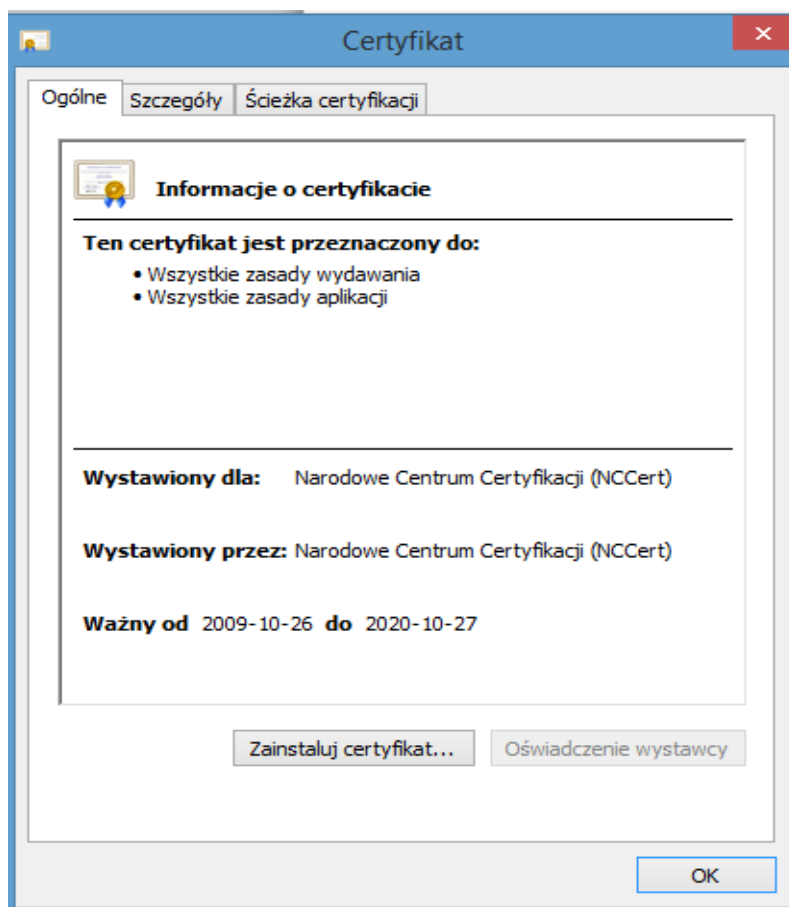 Certyfikat
Ogólne Szczegóły Ścieżka certyfikacji
Informacje o certyfikacie
Ten certyfikat jest przeznaczony do:
• Wszystkie zasady wydawania
• Wszystkie zasady aplikacji
Wystawiony dla: Narodowe Centrum Certyfikacji (NCCert)
Wystawiony przez: Narodowe Centrum Certyfikacji (NCCert)
Ważny od 2009-10-26 do 2020-10-27
Zainstaluj certyfikat... Oświadczenie wystawcy
OK